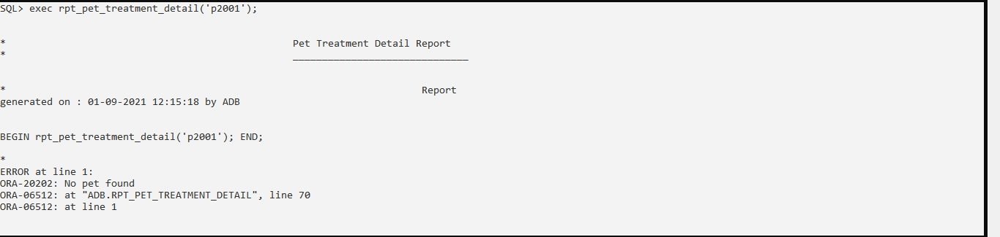 SQL> exec rpt_pet_treatment_detail('p2001');
* Pet Treatment Detail Report
* ______________________________
* Report
generated on : 01-09-2021 12:15:18 by ADB
BEGIN rpt_pet_treatment_detail('p2001'); END;
*
ERROR at line 1:
ORA-20202: No pet found
ORA-06512: at "ADB.RPT_PET_TREATMENT_DETAIL", line 70
ORA-06512: at line 1